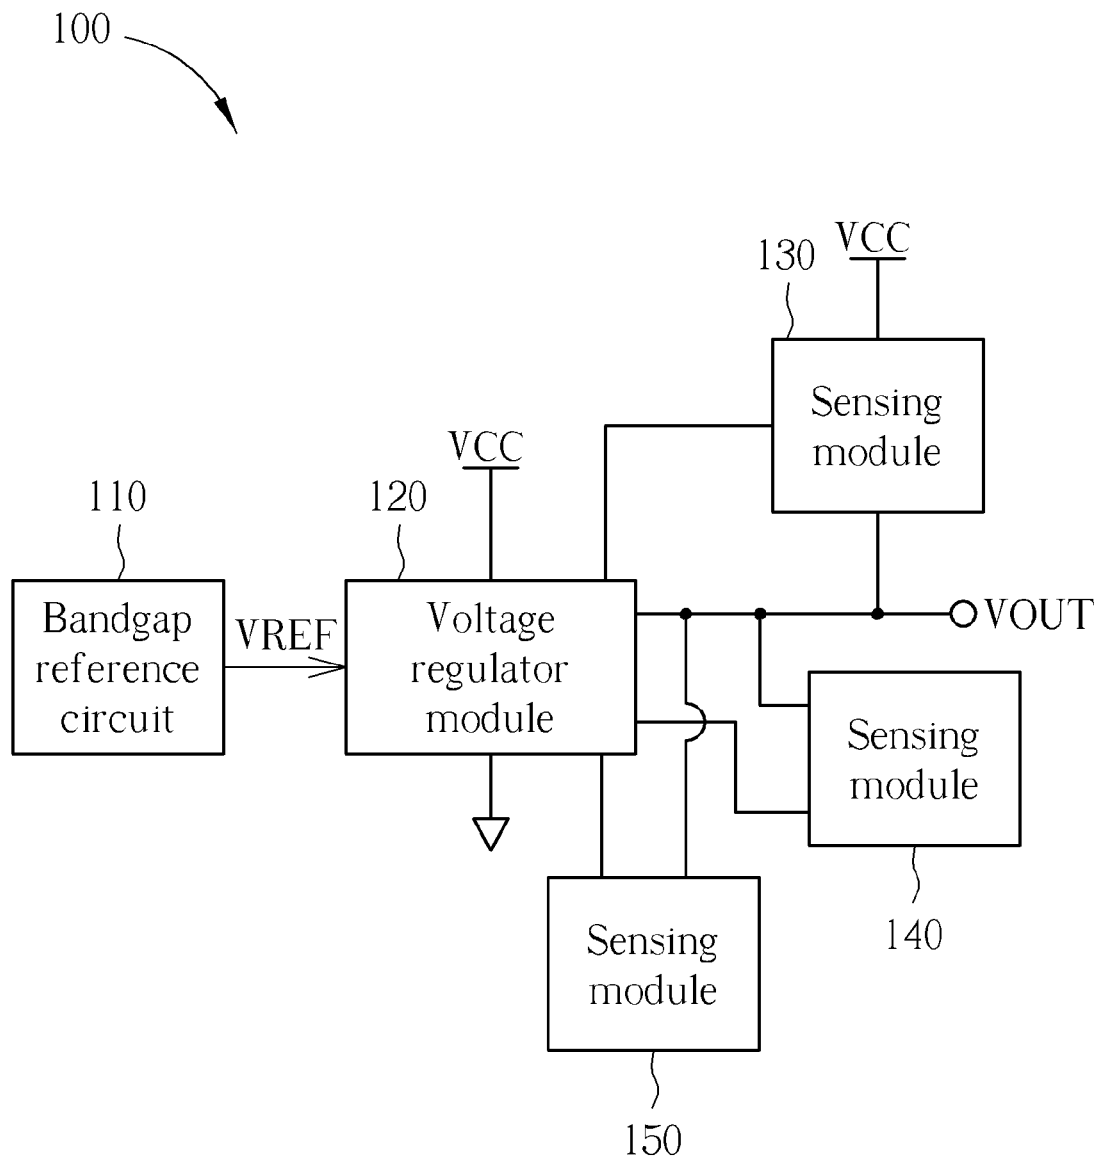 100
VCC
130
Sensing
module
VCC
110
120
Bandgap
reference
circuit
VREF
Voltage
regulator
module
VOUT
Sensing
module
140
Sensing
module
150